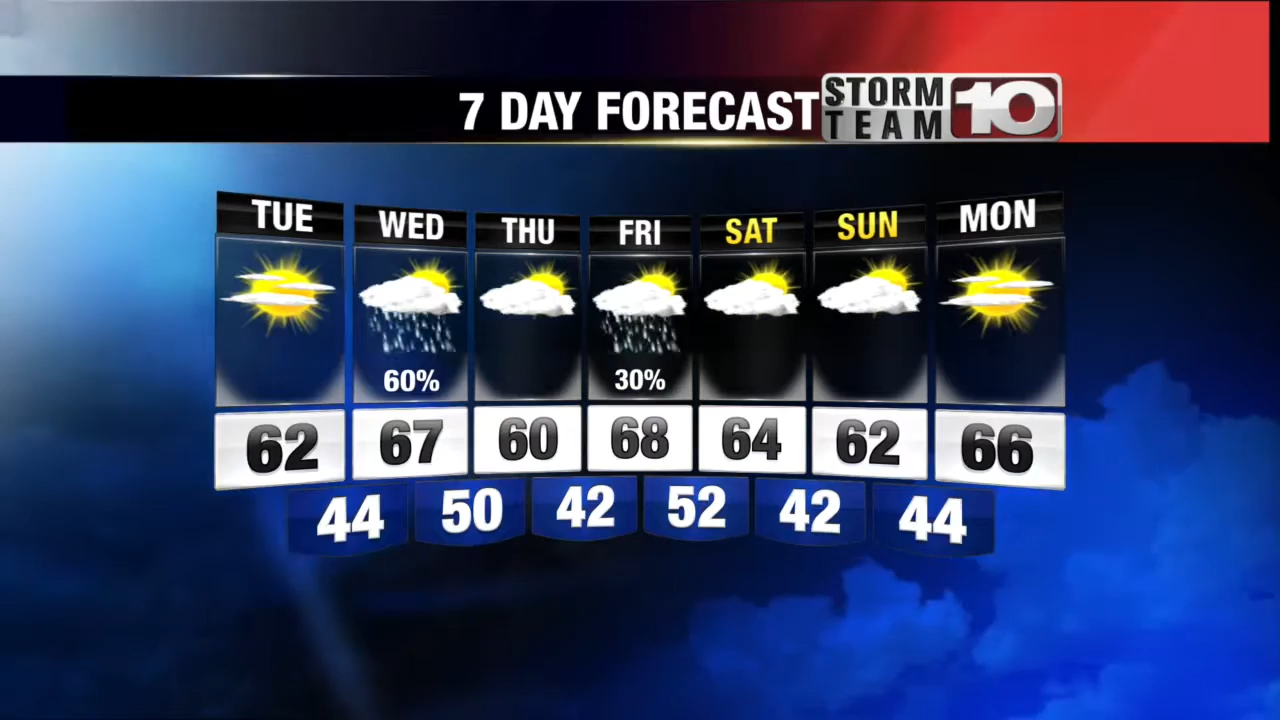 7 DAY FORECAST
STORM
TEAM
10
TUE WED THU FRI SAT SUN MON
60% 30%
62 67 60 68 64 62 66
44 50 42 52 42 44